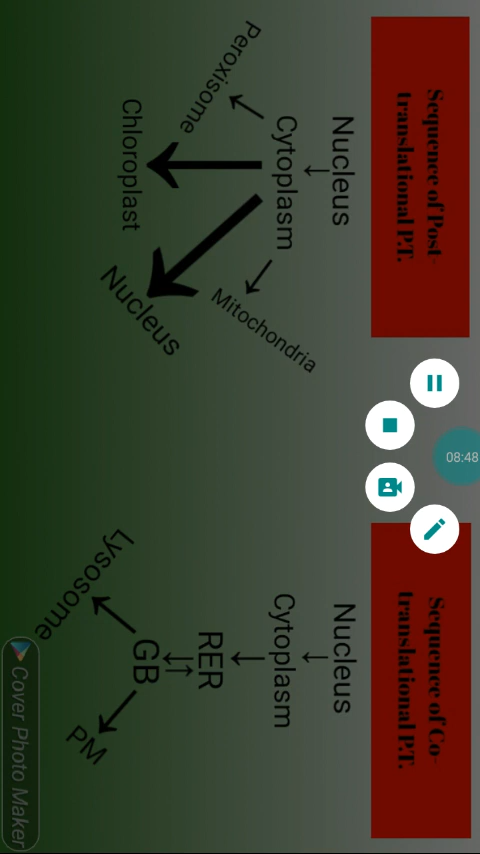 Sequence of Post-
translational P.T.
Nucleus
Cytoplasm
Peroxisome
Chloroplast
Nucleus
Mitochondria
08:48
Sequence of Co-
translational P.T.
Nucleus
Cytoplasm
RER
GB
Lysosome
PM
Cover Photo Maker